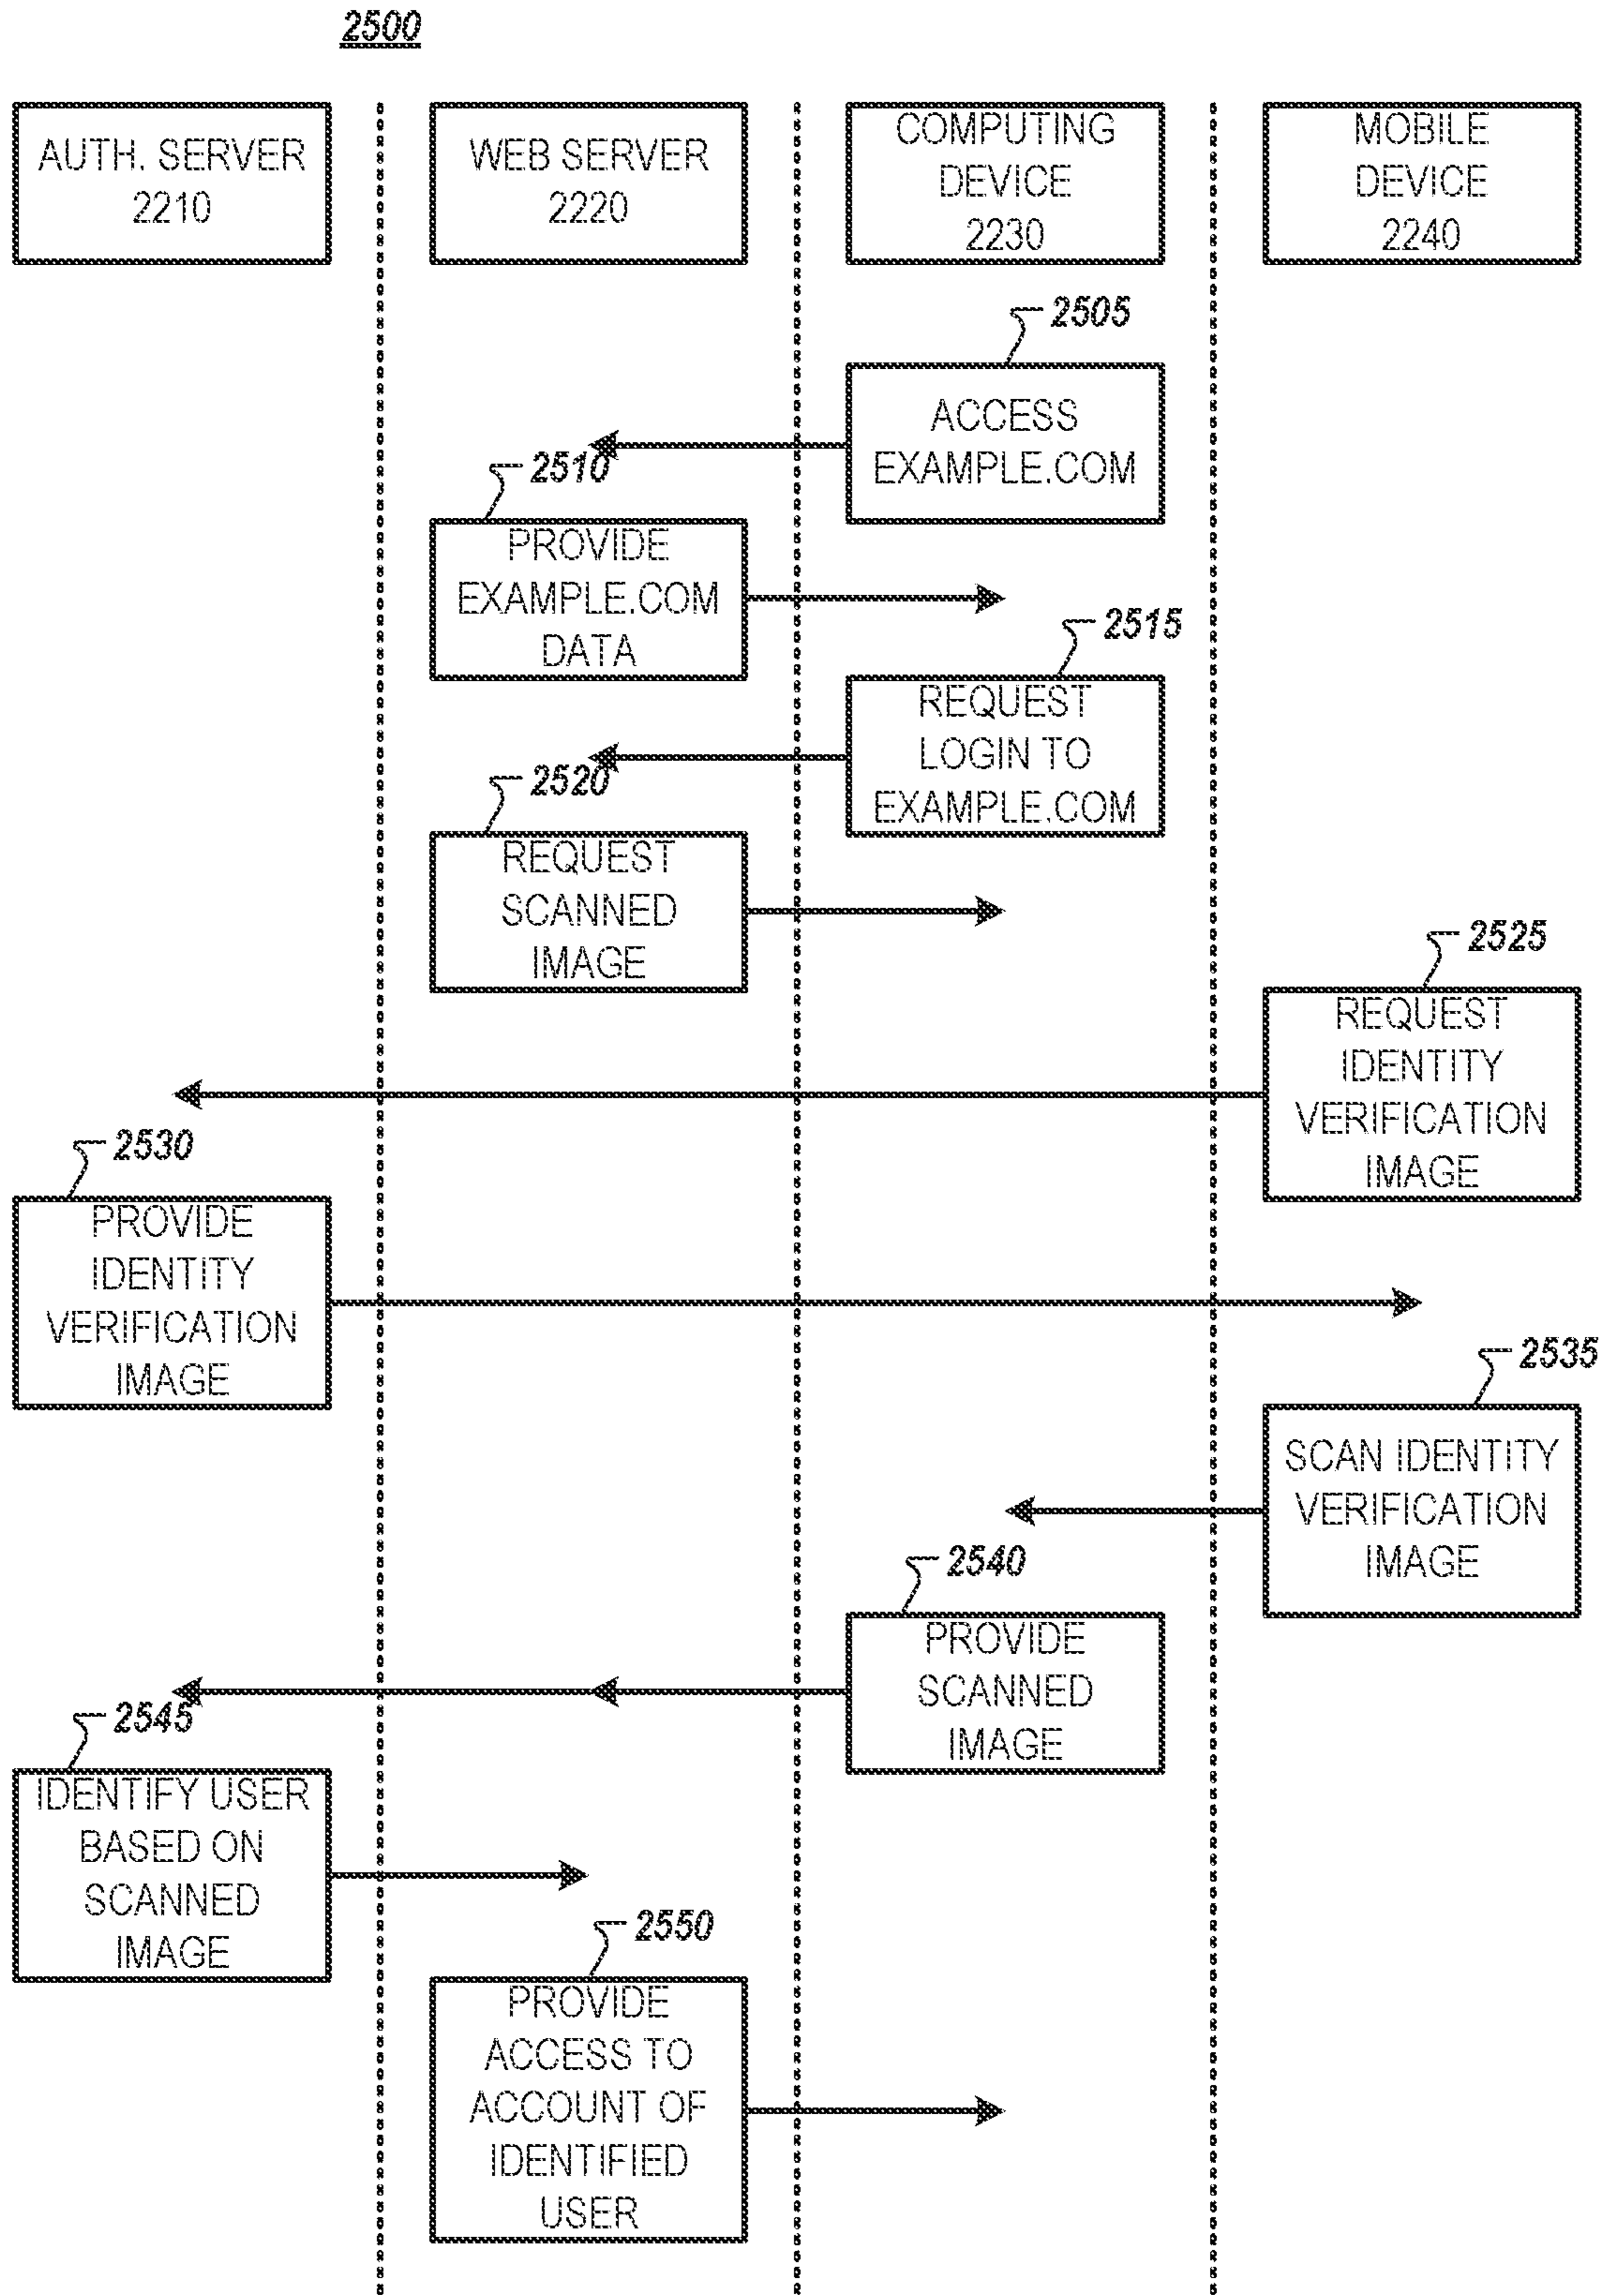 2500
AUTH. SERVER
2210
WEB SERVER
2220
COMPUTING
DEVICE
2230
MOBILE
DEVICE
2240
2505
ACCESS
EXAMPLE.COM
2510
PROVIDE
EXAMPLE.COM
DATA
2515
REQUEST
LOGIN TO
EXAMPLE.COM
2520
REQUEST
SCANNED
IMAGE
2525
REQUEST
IDENTITY
VERIFICATION
IMAGE
2530
PROVIDE
IDENTITY
VERIFICATION
IMAGE
2535
SCAN IDENTITY
VERIFICATION
IMAGE
2540
PROVIDE
SCANNED
IMAGE
2545
IDENTIFY USER
BASED ON
SCANNED
IMAGE
2550
PROVIDE
ACCESS TO
ACCOUNT OF
IDENTIFIED
USER